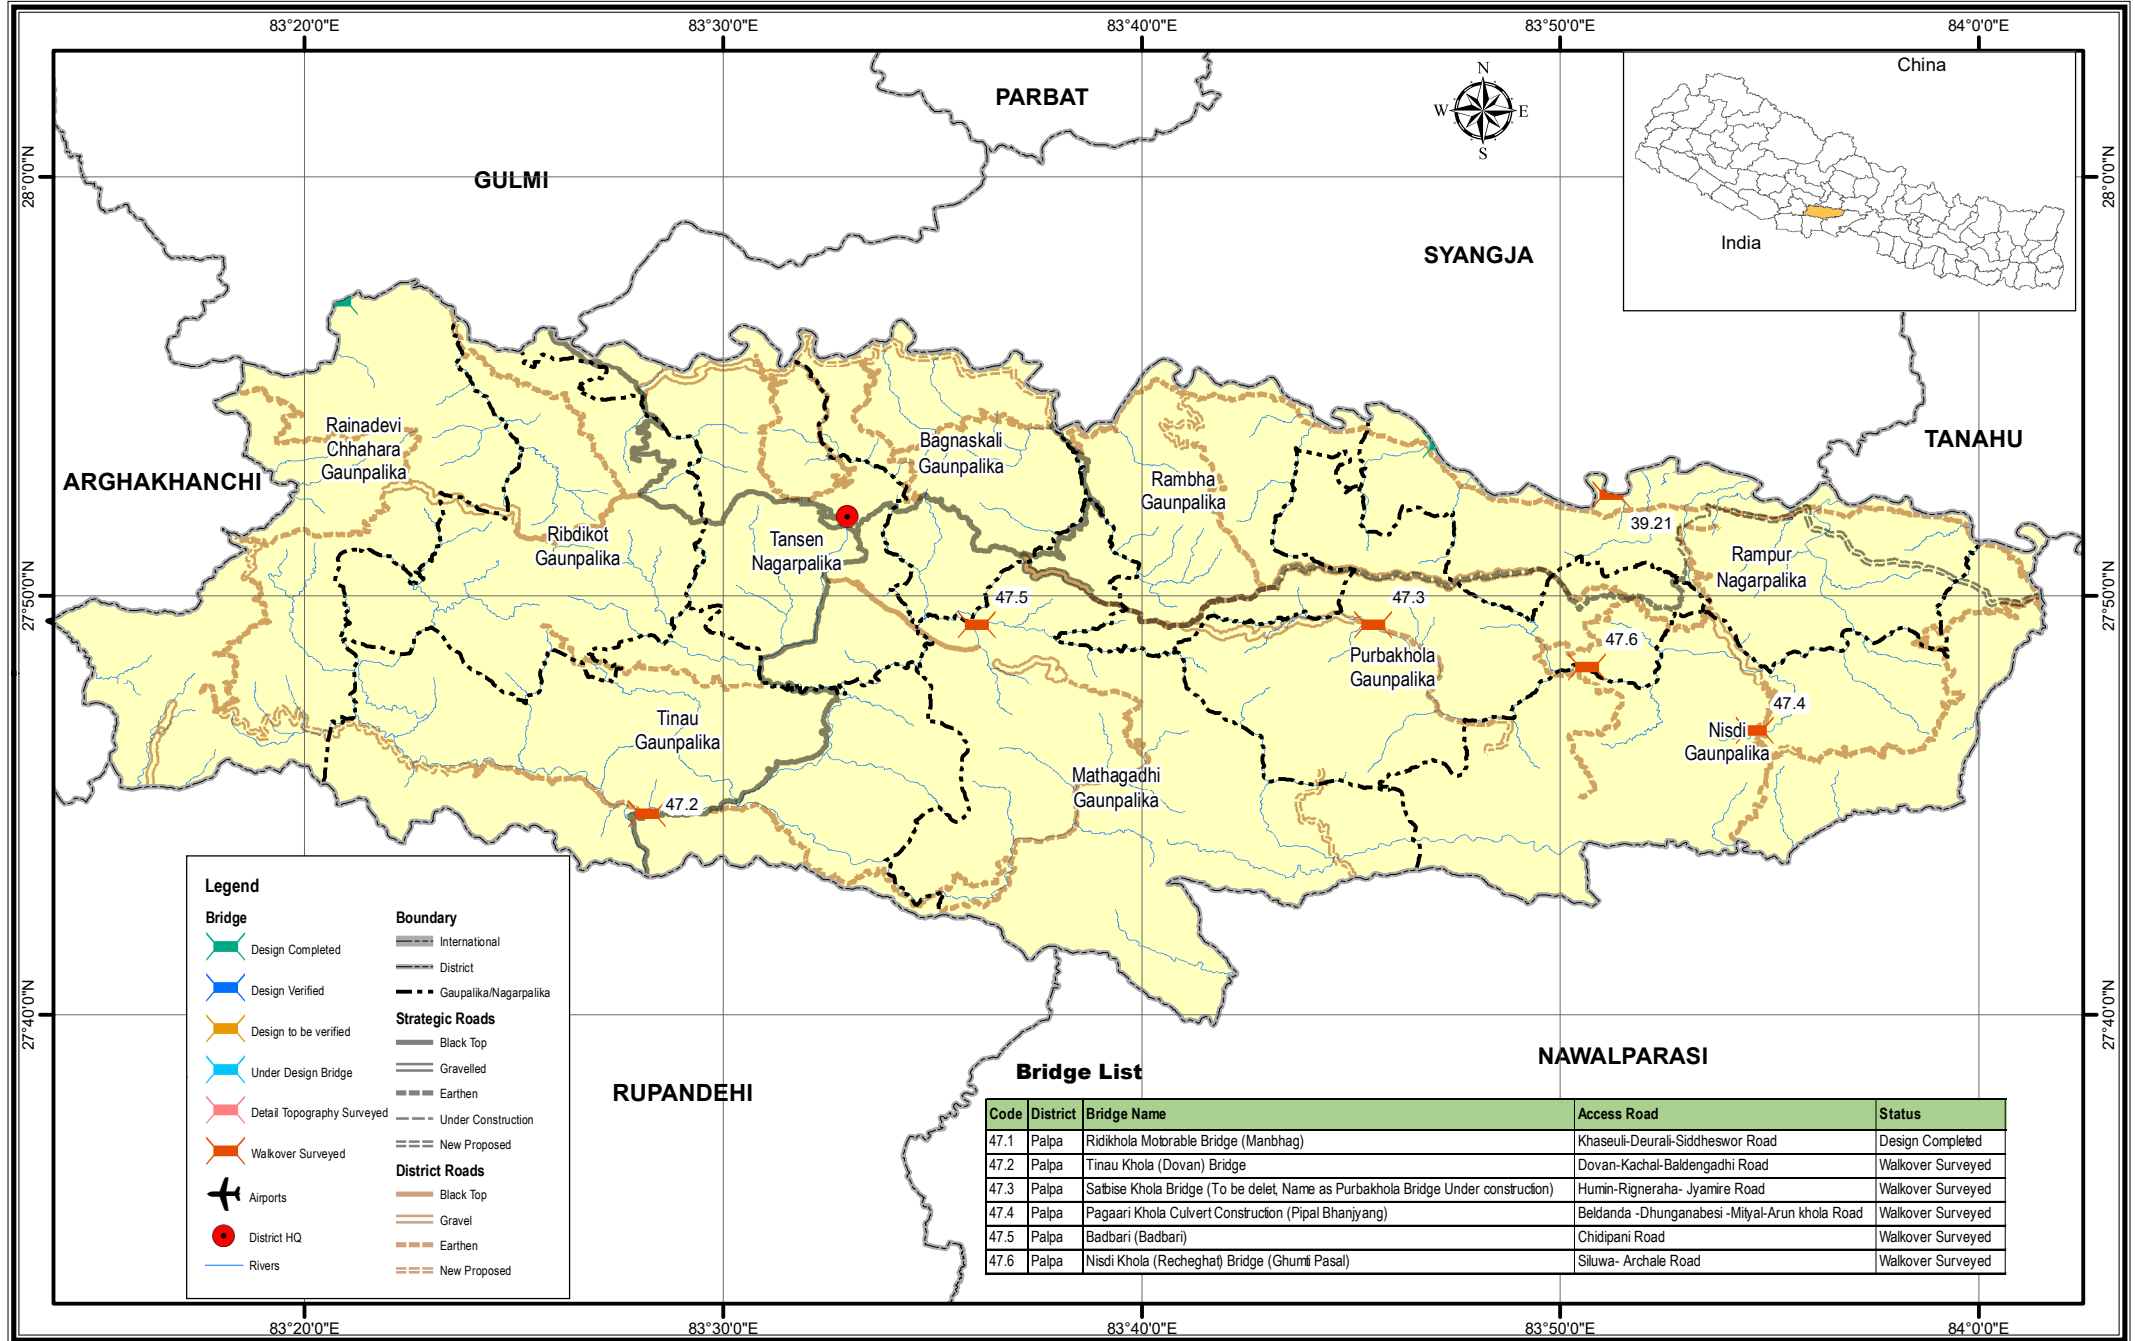 83°20'0"E 83°30'0"E 83°40'0"E 83°50'0"E 84°0'0"E
China
India
N
W E
S
PARBAT
GULMI
SYANGJA
TANAHU
ARGHAKHANCHI
NAWALPARASI
RUPANDEHI
28°0'0"N 28°0'0"N
27°50'0"N 27°50'0"N
27°40'0"N 27°40'0"N
Rainadevi
Chhahara
Gaunpalika
Ribdikot
Gaunpalika
Tansen
Nagarpalika
Bagnaskali
Gaunpalika
Rambha
Gaunpalika
39.21
Rampur
Nagarpalika
47.5
47.3
47.6
Purbakhola
Gaunpalika
47.4
Nisdi
Gaunpalika
Tinau
Gaunpalika
Mathagadhi
Gaunpalika
47.2
Legend
Bridge
Design Completed
Design Verified
Design to be verified
Under Design Bridge
Detail Topography Surveyed
Walkover Surveyed
Airports
District HQ
Rivers
Boundary
International
District
Gaupalika/Nagarpalika
Strategic Roads
Black Top
Gravelled
Earthen
Under Construction
New Proposed
District Roads
Black Top
Gravel
Earthen
New Proposed
Bridge List
Code District Bridge Name Access Road Status
47.1 Palpa Ridikhola Motorable Bridge (Manbhag) Khaseuli-Deurali-Siddheswor Road Design Completed
47.2 Palpa Tinau Khola (Dovan) Bridge Dovan-Kachal-Baldengadhi Road Walkover Surveyed
47.3 Palpa Satbise Khola Bridge (To be delet, Name as Purbakhola Bridge Under construction) Humin-Rigneraha- Jyamire Road Walkover Surveyed
47.4 Palpa Pagaari Khola Culvert Construction (Pipal Bhanjyang) Beldanda -Dhunganabesi -Mityal-Arun khola Road Walkover Surveyed
47.5 Palpa Badbari (Badbari) Chidipani Road Walkover Surveyed
47.6 Palpa Nisdi Khola (Recheghat) Bridge (Ghumti Pasal) Siluwa- Archale Road Walkover Surveyed
83°20'0"E 83°30'0"E 83°40'0"E 83°50'0"E 84°0'0"E